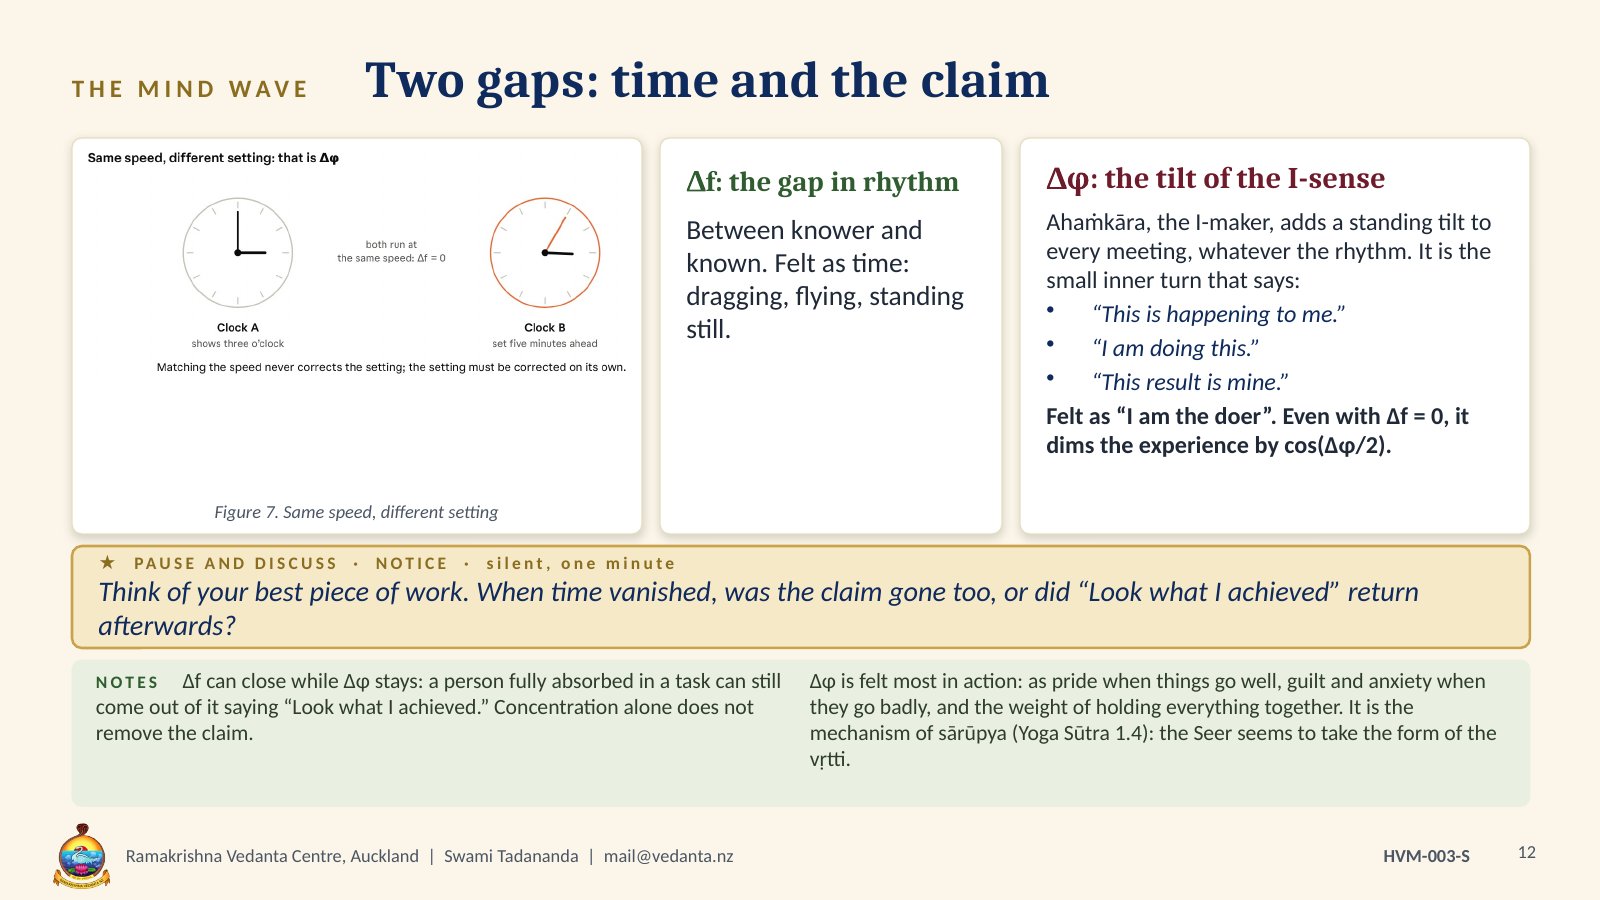 THE MIND WAVE
Two gaps: time and the claim
Same speed, different setting: that is Δφ
both run at
the same speed: Δf = 0
Clock A
shows three o'clock
Clock B
set five minutes ahead
Matching the speed never corrects the setting; the setting must be corrected on its own.
Figure 7. Same speed, different setting
Δf: the gap in rhythm
Between knower and
known. Felt as time:
dragging, flying, standing
still.
Δφ: the tilt of the I-sense
Ahaṁkāra, the I-maker, adds a standing tilt to
every meeting, whatever the rhythm. It is the
small inner turn that says:
• “This is happening to me.”
• “I am doing this.”
• “This result is mine.”
Felt as “I am the doer”. Even with Δf = 0, it
dims the experience by cos(Δφ/2).
★ PAUSE AND DISCUSS · NOTICE · silent, one minute
Think of your best piece of work. When time vanished, was the claim gone too, or did “Look what I achieved” return
afterwards?
NOTES Δf can close while Δφ stays: a person fully absorbed in a task can still
come out of it saying “Look what I achieved.” Concentration alone does not
remove the claim.
Δφ is felt most in action: as pride when things go well, guilt and anxiety when
they go badly, and the weight of holding everything together. It is the
mechanism of sārūpya (Yoga Sūtra 1.4): the Seer seems to take the form of the
vṛtti.
Ramakrishna Vedanta Centre, Auckland | Swami Tadananda | mail@vedanta.nz
HVM-003-S
12